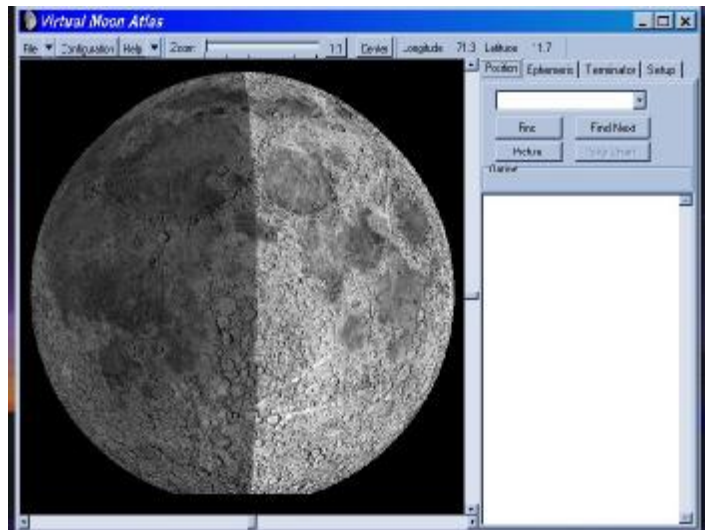 Virtual Moon Atlas
File Configuration Help Zoom 1:1 Center Longitude 71.3 Latitude
Position Ephemeris Terminator Setup
Find Find Next
Picture